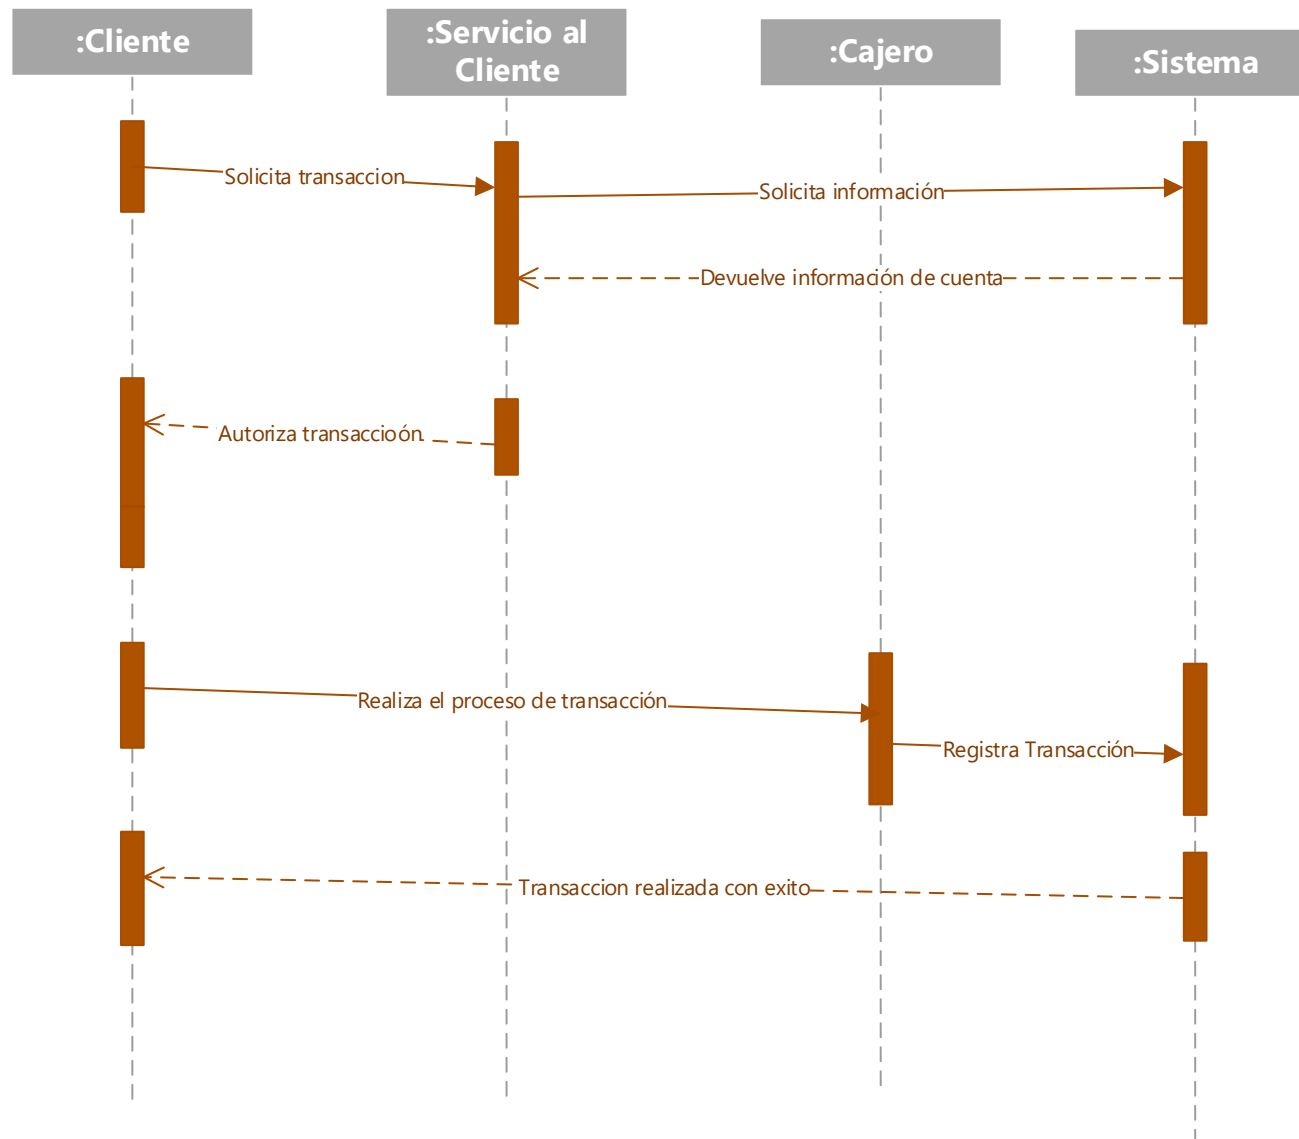 :Cliente
:Servicio al
Cliente
:Cajero
:Sistema
Solicita transaccion
Solicita información
Devuelve información de cuenta
Autoriza transaccioón
Realiza el proceso de transacción
Registra Transacción
Transaccion realizada con exito